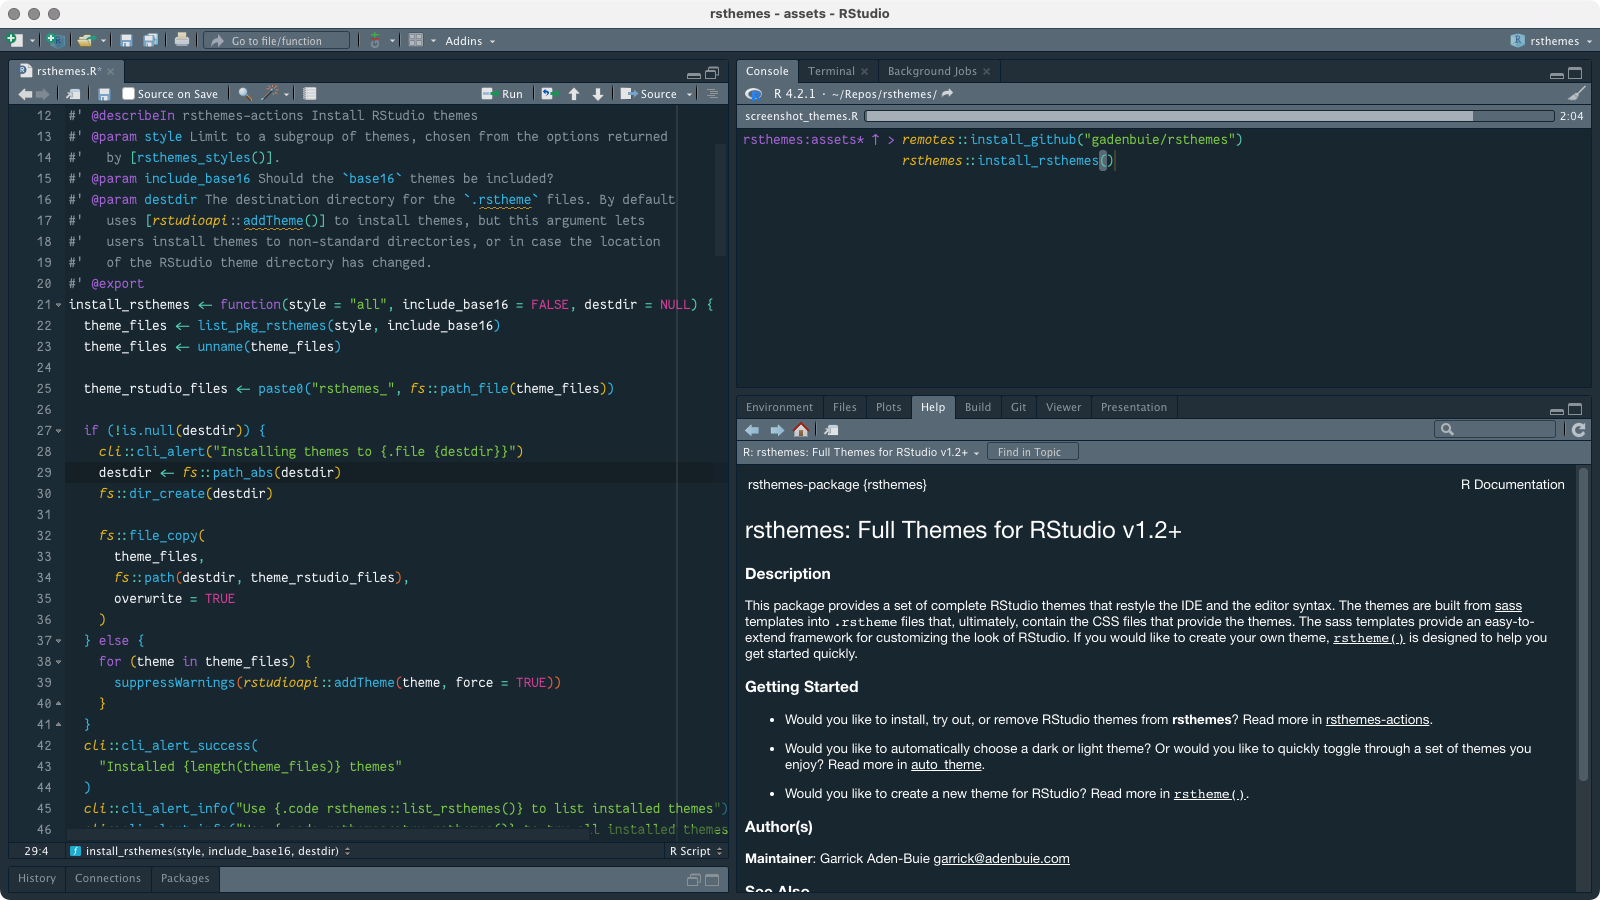 rsthemes - assets - RStudio
Go to file/function
Addins
rsthemes
rsthemes.R*
Source on Save
Run
Source
12 #' @describeIn rsthemes-actions Install RStudio themes
13 #' @param style Limit to a subgroup of themes, chosen from the options returned
14 #'   by [rsthemes_styles()].
15 #' @param include_base16 Should the `base16` themes be included?
16 #' @param destdir The destination directory for the `.rstheme` files. By default
17 #'   uses [rstudioapi::addTheme()] to install themes, but this argument lets
18 #'   users install themes to non-standard directories, or in case the location
19 #'   of the RStudio theme directory has changed.
20 #' @export
21 install_rsthemes <- function(style = "all", include_base16 = FALSE, destdir = NULL) {
22   theme_files <- list_pkg_rsthemes(style, include_base16)
23   theme_files <- unname(theme_files)
24
25   theme_rstudio_files <- paste0("rsthemes_", fs::path_file(theme_files))
26
27   if (!is.null(destdir)) {
28     cli::cli_alert("Installing themes to {.file {destdir}}")
29     destdir <- fs::path_abs(destdir)
30     fs::dir_create(destdir)
31
32     fs::file_copy(
33       theme_files,
34       fs::path(destdir, theme_rstudio_files),
35       overwrite = TRUE
36     )
37   } else {
38     for (theme in theme_files) {
39       suppressWarnings(rstudioapi::addTheme(theme, force = TRUE))
40     }
41   }
42   cli::cli_alert_success(
43     "Installed {length(theme_files)} themes"
44   )
45   cli::cli_alert_info("Use {.code rsthemes::list_rsthemes()} to list installed themes")
46
29:4 install_rsthemes(style, include_base16, destdir)
R Script
History
Connections
Packages
Console
Terminal
Background Jobs
R 4.2.1 · ~/Repos/rsthemes/
screenshot_themes.R
2:04
rsthemes:assets* ↑ > remotes::install_github("gadenbuie/rsthemes")
rsthemes::install_rsthemes()
Environment
Files
Plots
Help
Build
Git
Viewer
Presentation
R: rsthemes: Full Themes for RStudio v1.2+
Find in Topic
rsthemes-package {rsthemes}
R Documentation
rsthemes: Full Themes for RStudio v1.2+
Description
This package provides a set of complete RStudio themes that restyle the IDE and the editor syntax. The themes are built from sass
templates into .rstheme files that, ultimately, contain the CSS files that provide the themes. The sass templates provide an easy-to-
extend framework for customizing the look of RStudio. If you would like to create your own theme, rstheme() is designed to help you
get started quickly.
Getting Started
• Would you like to install, try out, or remove RStudio themes from rsthemes? Read more in rsthemes-actions.
• Would you like to automatically choose a dark or light theme? Or would you like to quickly toggle through a set of themes you
enjoy? Read more in auto_theme.
• Would you like to create a new theme for RStudio? Read more in rstheme().
Author(s)
Maintainer: Garrick Aden-Buie garrick@adenbuie.com
See Also